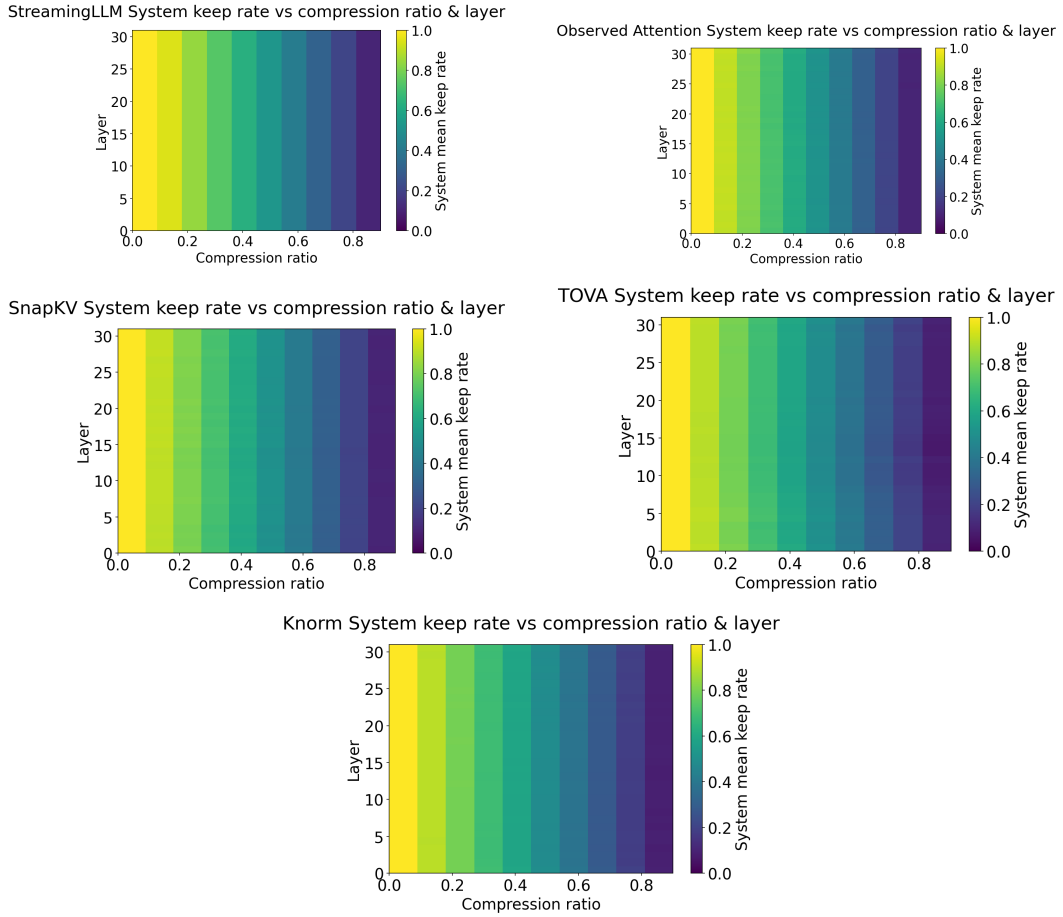 StreamingLLM System keep rate vs compression ratio & layer
30
25
20
15
10
5
0
Layer
0.0 0.2 0.4 0.6 0.8
Compression ratio
1.0
0.8
0.6
0.4
0.2
0.0
System mean keep rate
Observed Attention System keep rate vs compression ratio & layer
30
25
20
15
10
5
0
Layer
0.0 0.2 0.4 0.6 0.8
Compression ratio
1.0
0.8
0.6
0.4
0.2
0.0
System mean keep rate
SnapKV System keep rate vs compression ratio & layer
30
25
20
15
10
5
0
Layer
0.0 0.2 0.4 0.6 0.8
Compression ratio
1.0
0.8
0.6
0.4
0.2
0.0
System mean keep rate
TOVA System keep rate vs compression ratio & layer
30
25
20
15
10
5
0
Layer
0.0 0.2 0.4 0.6 0.8
Compression ratio
1.0
0.8
0.6
0.4
0.2
0.0
System mean keep rate
Knorm System keep rate vs compression ratio & layer
30
25
20
15
10
5
0
Layer
0.0 0.2 0.4 0.6 0.8
Compression ratio
1.0
0.8
0.6
0.4
0.2
0.0
System mean keep rate